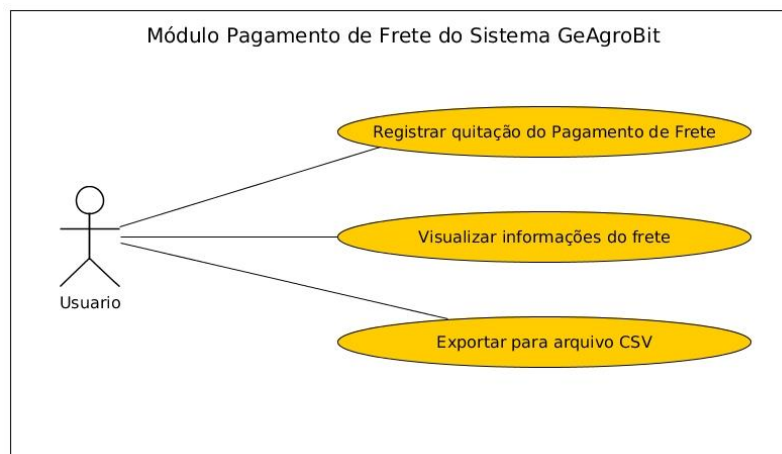 Módulo Pagamento de Frete do Sistema GeAgroBit
Registrar quitação do Pagamento de Frete
Visualizar informações do frete
Usuario
Exportar para arquivo CSV